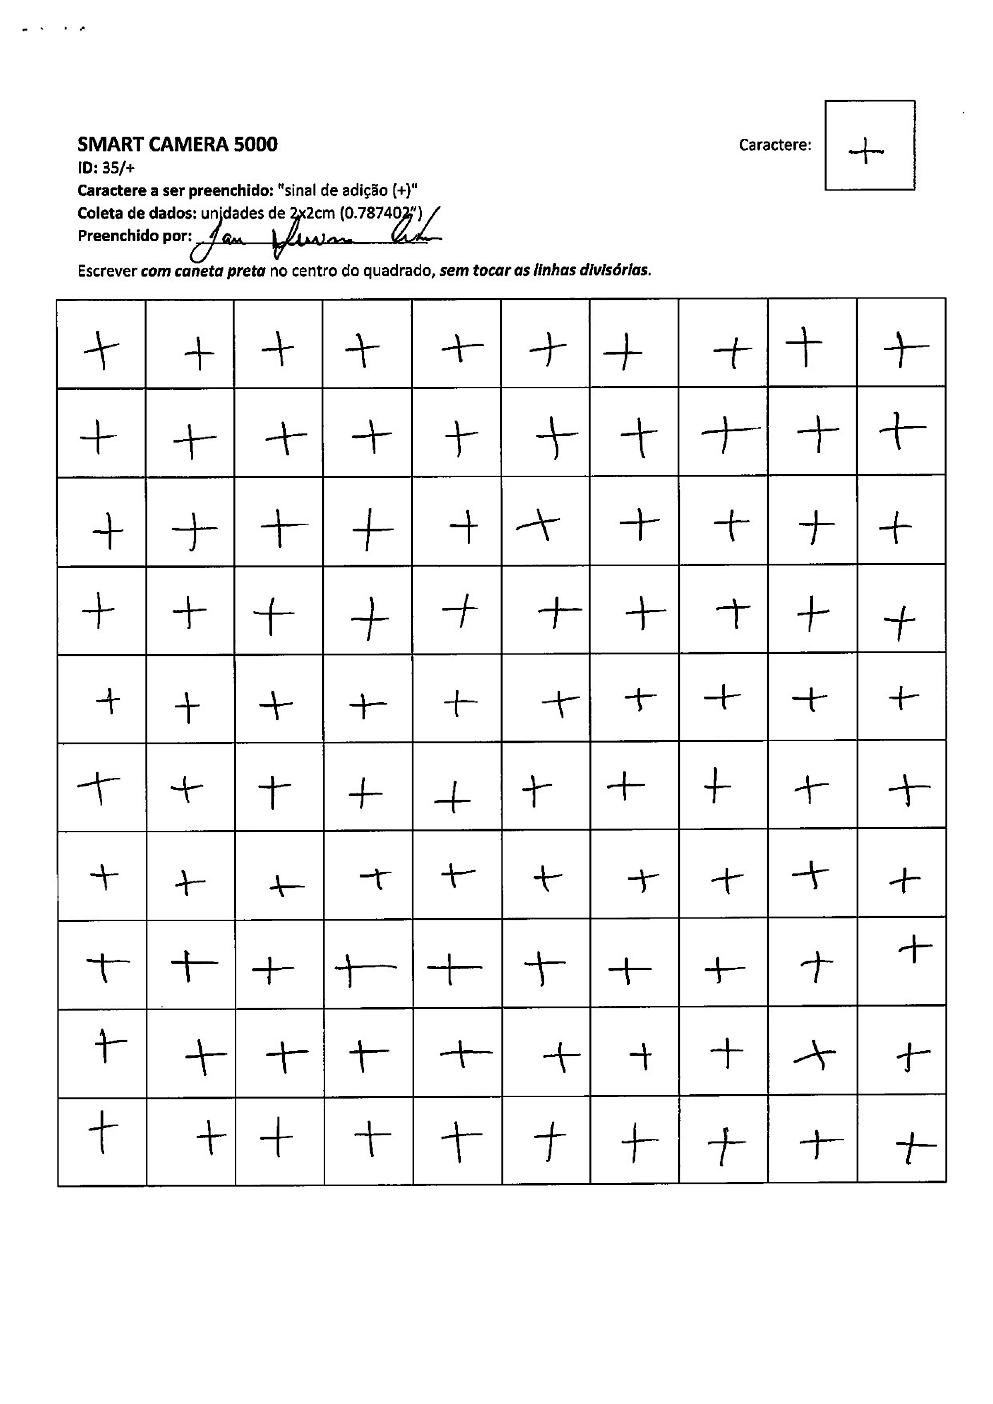 SMART CAMERA 5000
ID: 35/+
Caractere a ser preenchido: "sinal de adição (+)"
Coleta de dados: unidades de 2x2cm (0.787402")
Preenchido por:
Caractere: +
Escrever com caneta preta no centro do quadrado, sem tocar as linhas divisórias.
+ + + + + + + + + +
+ + + + + + + + + +
+ + + + + + + + + +
+ + + + + + + + + +
+ + + + + + + + + +
+ + + + + + + + + +
+ + + + + + + + + +
+ + + + + + + + + +
+ + + + + + + + + +
+ + + + + + + + + +